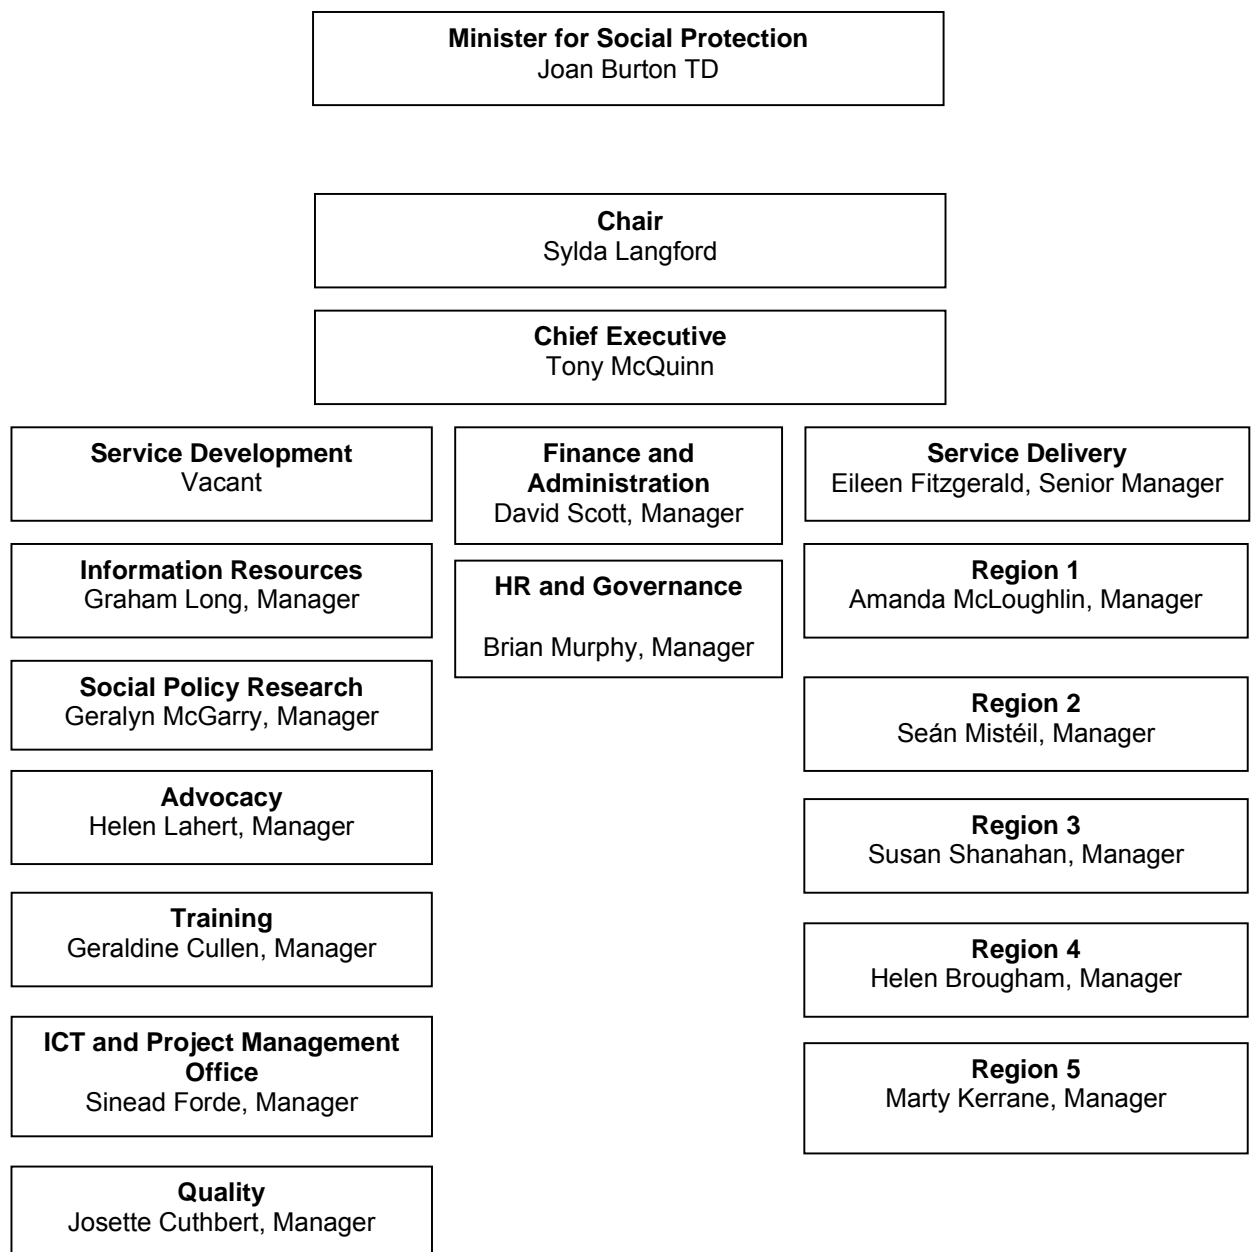 Minister for Social Protection
Joan Burton TD
Chair
Sylda Langford
Chief Executive
Tony McQuinn
Service Development
Vacant
Information Resources
Graham Long, Manager
Social Policy Research
Geralyn McGarry, Manager
Advocacy
Helen Lahert, Manager
Training
Geraldine Cullen, Manager
ICT and Project Management
Office
Sinead Forde, Manager
Quality
Josette Cuthbert, Manager
Finance and
Administration
David Scott, Manager
HR and Governance
Brian Murphy, Manager
Service Delivery
Eileen Fitzgerald, Senior Manager
Region 1
Amanda McLoughlin, Manager
Region 2
Seán Mistéil, Manager
Region 3
Susan Shanahan, Manager
Region 4
Helen Brougham, Manager
Region 5
Marty Kerrane, Manager